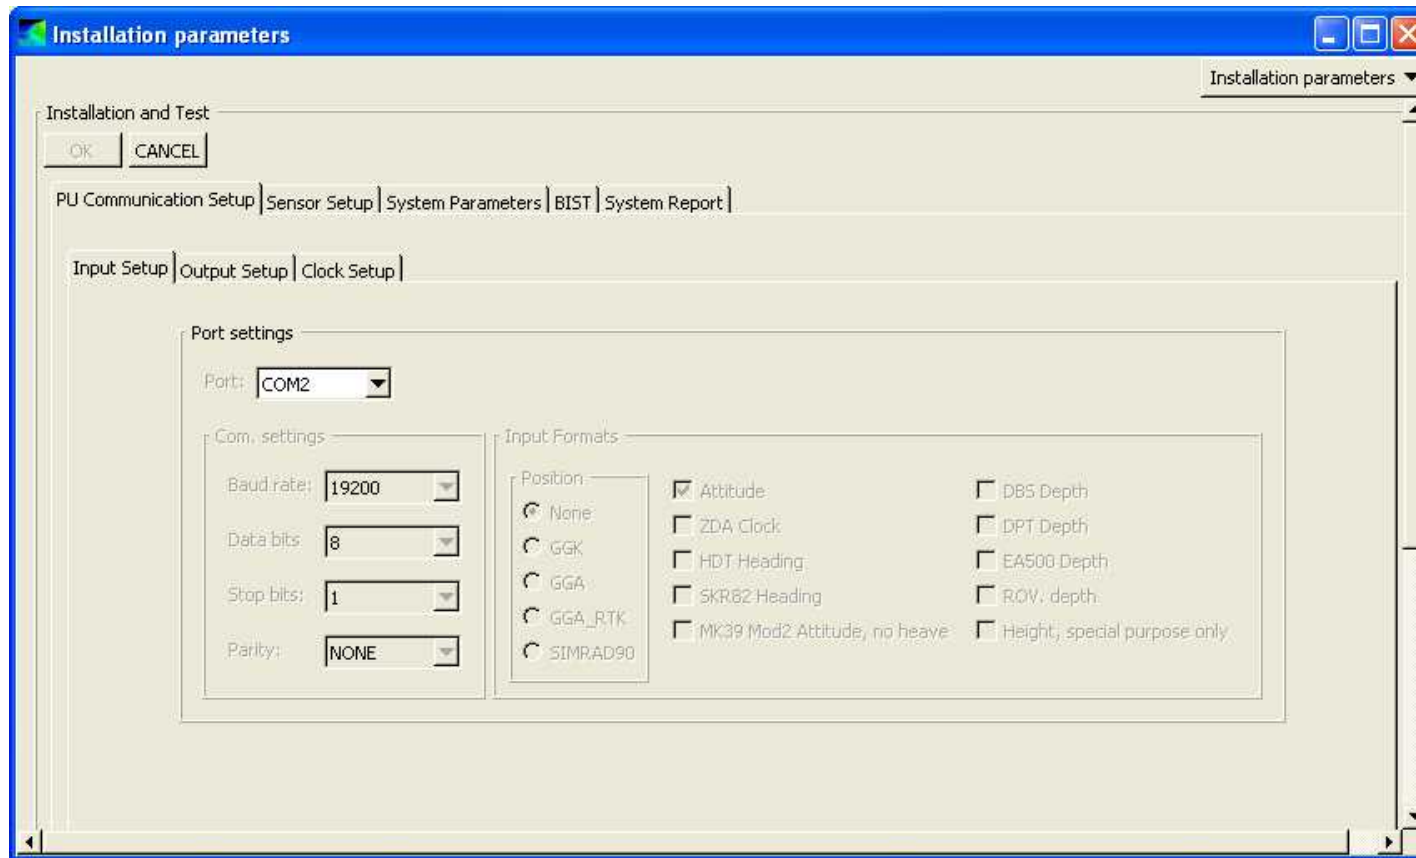 Installation parameters
Installation parameters
Installation and Test
OK CANCEL
PU Communication Setup Sensor Setup System Parameters BIST System Report
Input Setup Output Setup Clock Setup
Port settings
Port: COM2
Com. settings Input Formats
Baud rate: 19200 Position Attitude DBS Depth
None ZDA Clock DPT Depth
Data bits 8 GGK HDT Heading EA500 Depth
Stop bits: 1 GGA SKR82 Heading ROV. depth
GGA_RTK MK39 Mod2 Attitude, no heave Height, special purpose only
Parity: NONE SIMRAD90